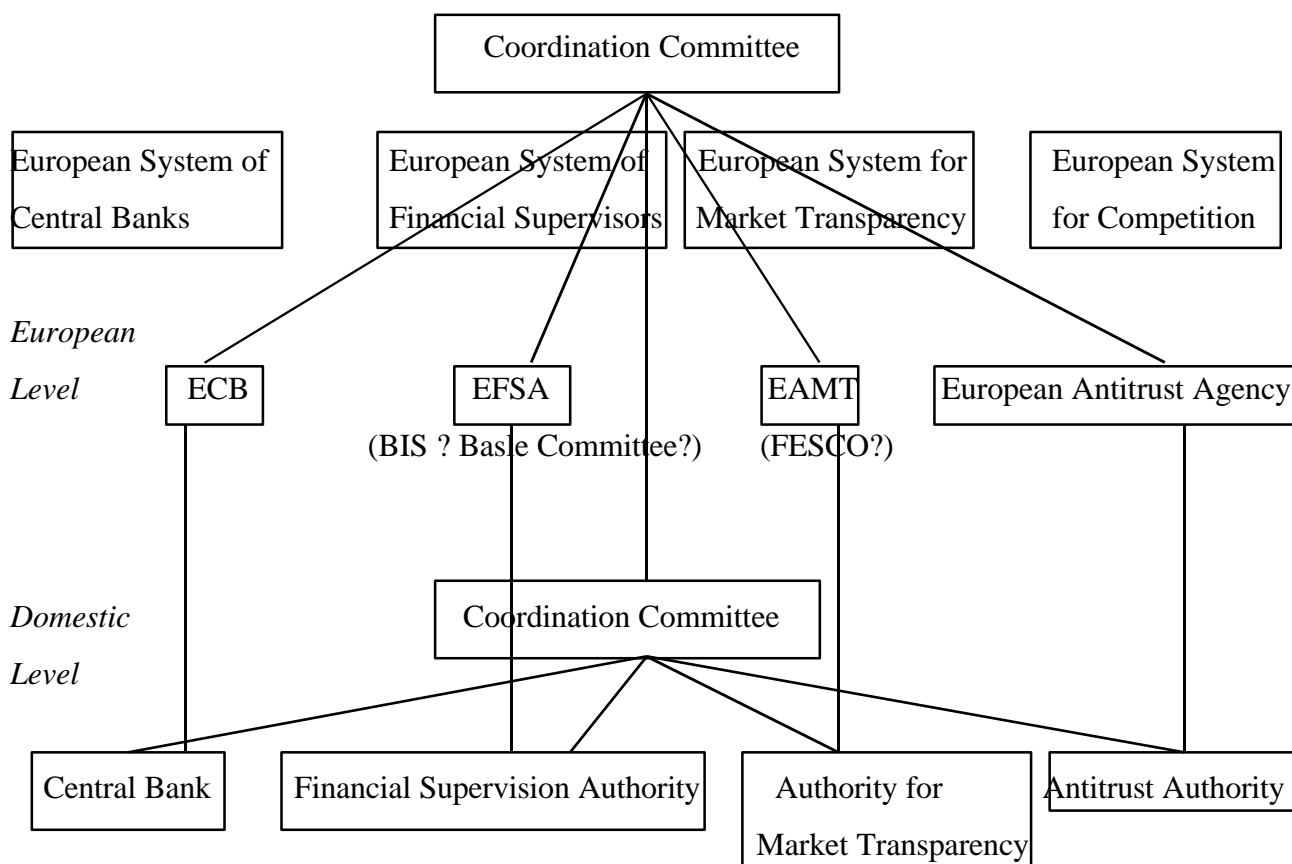 Coordination Committee
European System of
Central Banks
European System of
Financial Supervisors
European System for
Market Transparency
European System
for Competition
European
Level
ECB
EFSA
EAMT
European Antitrust Agency
(BIS ? Basle Committee?)
(FESCO?)
Domestic
Level
Coordination Committee
Central Bank
Financial Supervision Authority
Authority for
Market Transparency
Antitrust Authority